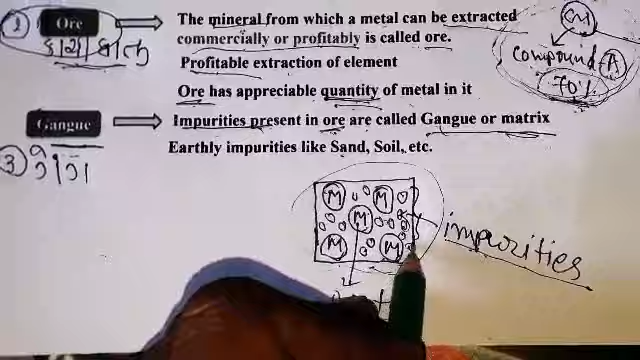 Ore
The mineral from which a metal can be extracted
commercially or profitably is called ore.
Profitable extraction of element
Ore has appreciable quantity of metal in it
Gangue
Impurities present in ore are called Gangue or matrix
Earthly impurities like Sand, Soil, etc.
M
compound A
70%
3
M M
M
M M
impurities